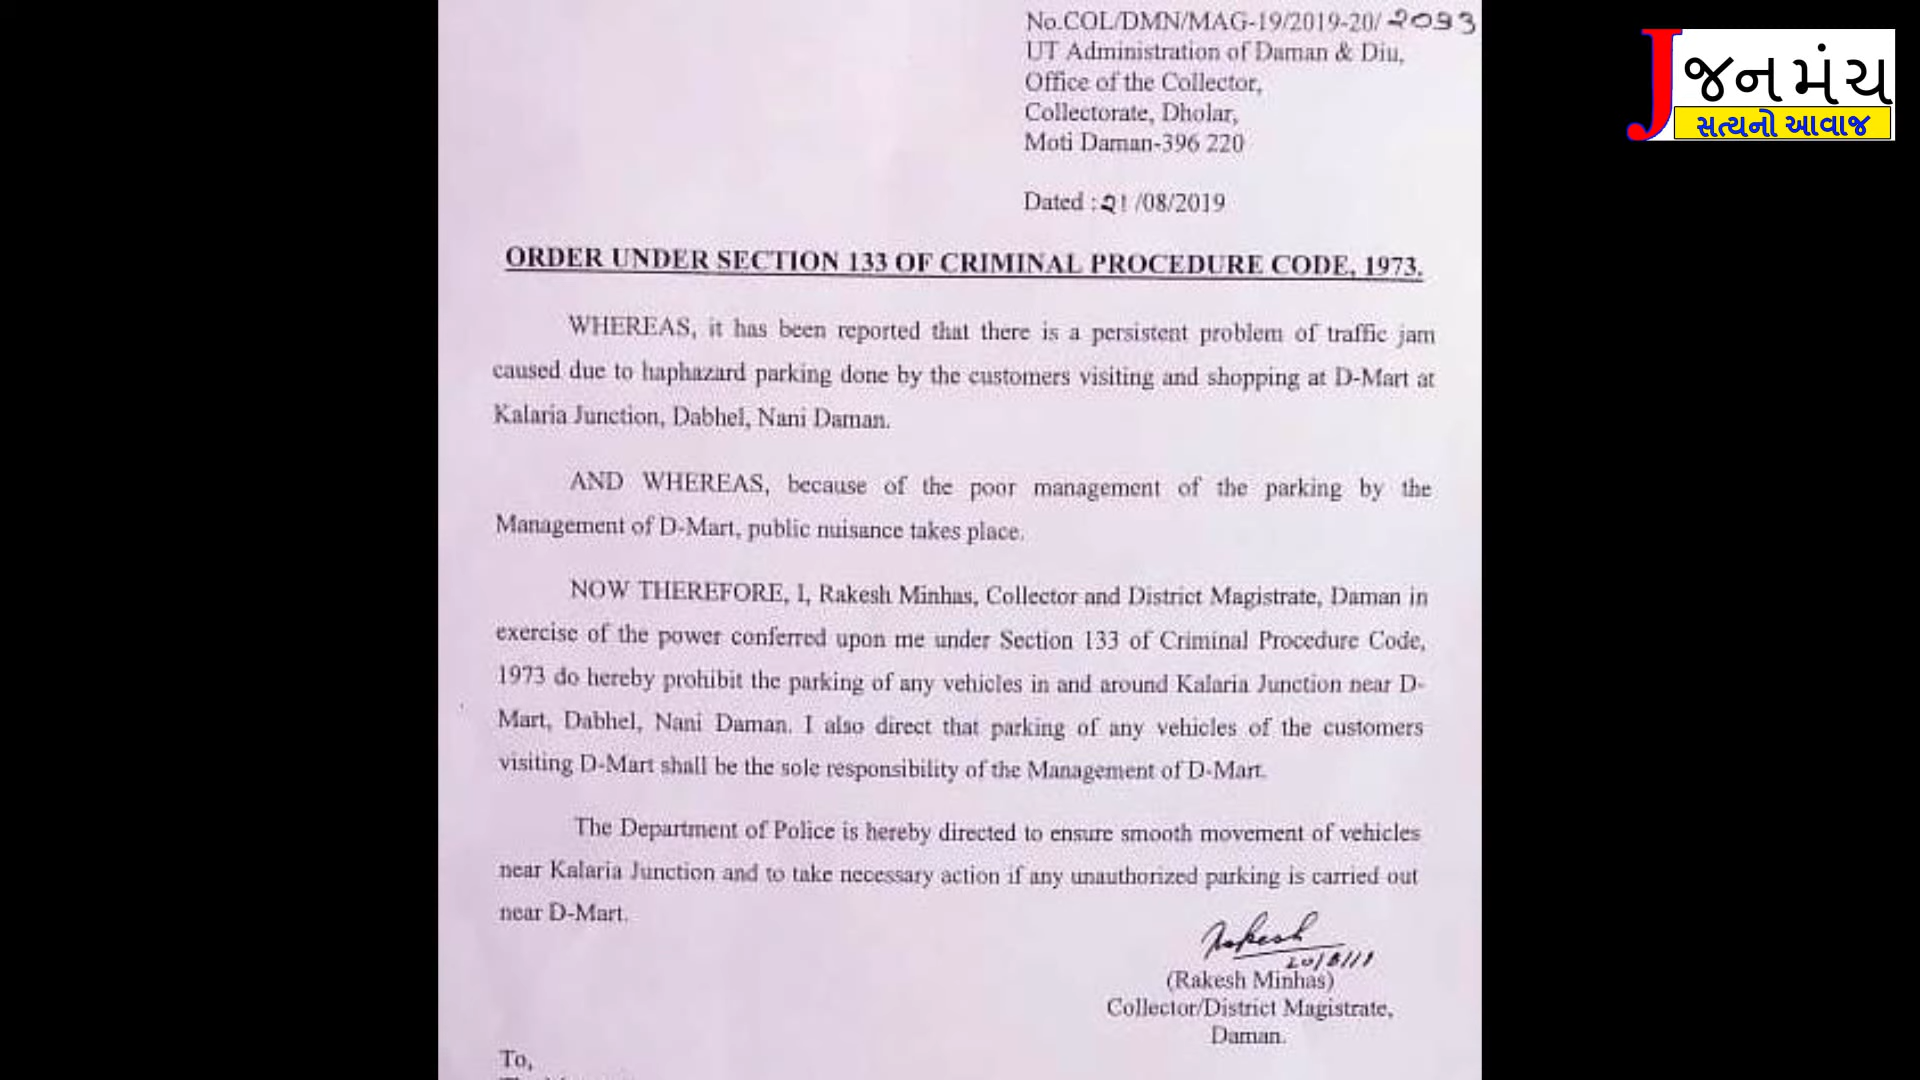 No.COL/DMN/MAG-19/2019-20/2033
UT Administration of Daman & Diu,
Office of the Collector,
Collectorate, Dholar,
Moti Daman-396 220
Dated :21/08/2019
ORDER UNDER SECTION 133 OF CRIMINAL PROCEDURE CODE, 1973.
WHEREAS, it has been reported that there is a persistent problem of traffic jam
caused due to haphazard parking done by the customers visiting and shopping at D-Mart at
Kalaria Junction, Dabhel, Nani Daman.
AND WHEREAS, because of the poor management of the parking by the
Management of D-Mart, public nuisance takes place.
NOW THEREFORE, I, Rakesh Minhas, Collector and District Magistrate, Daman in
exercise of the power conferred upon me under Section 133 of Criminal Procedure Code,
1973 do hereby prohibit the parking of any vehicles in and around Kalaria Junction near D-
Mart, Dabhel, Nani Daman. I also direct that parking of any vehicles of the customers
visiting D-Mart shall be the sole responsibility of the Management of D-Mart.
The Department of Police is hereby directed to ensure smooth movement of vehicles
near Kalaria Junction and to take necessary action if any unauthorized parking is carried out
near D-Mart.
Rakesh
(Rakesh Minhas)
Collector/District Magistrate,
Daman.
To,
J જન મંચ
સત્યનો આવાજ